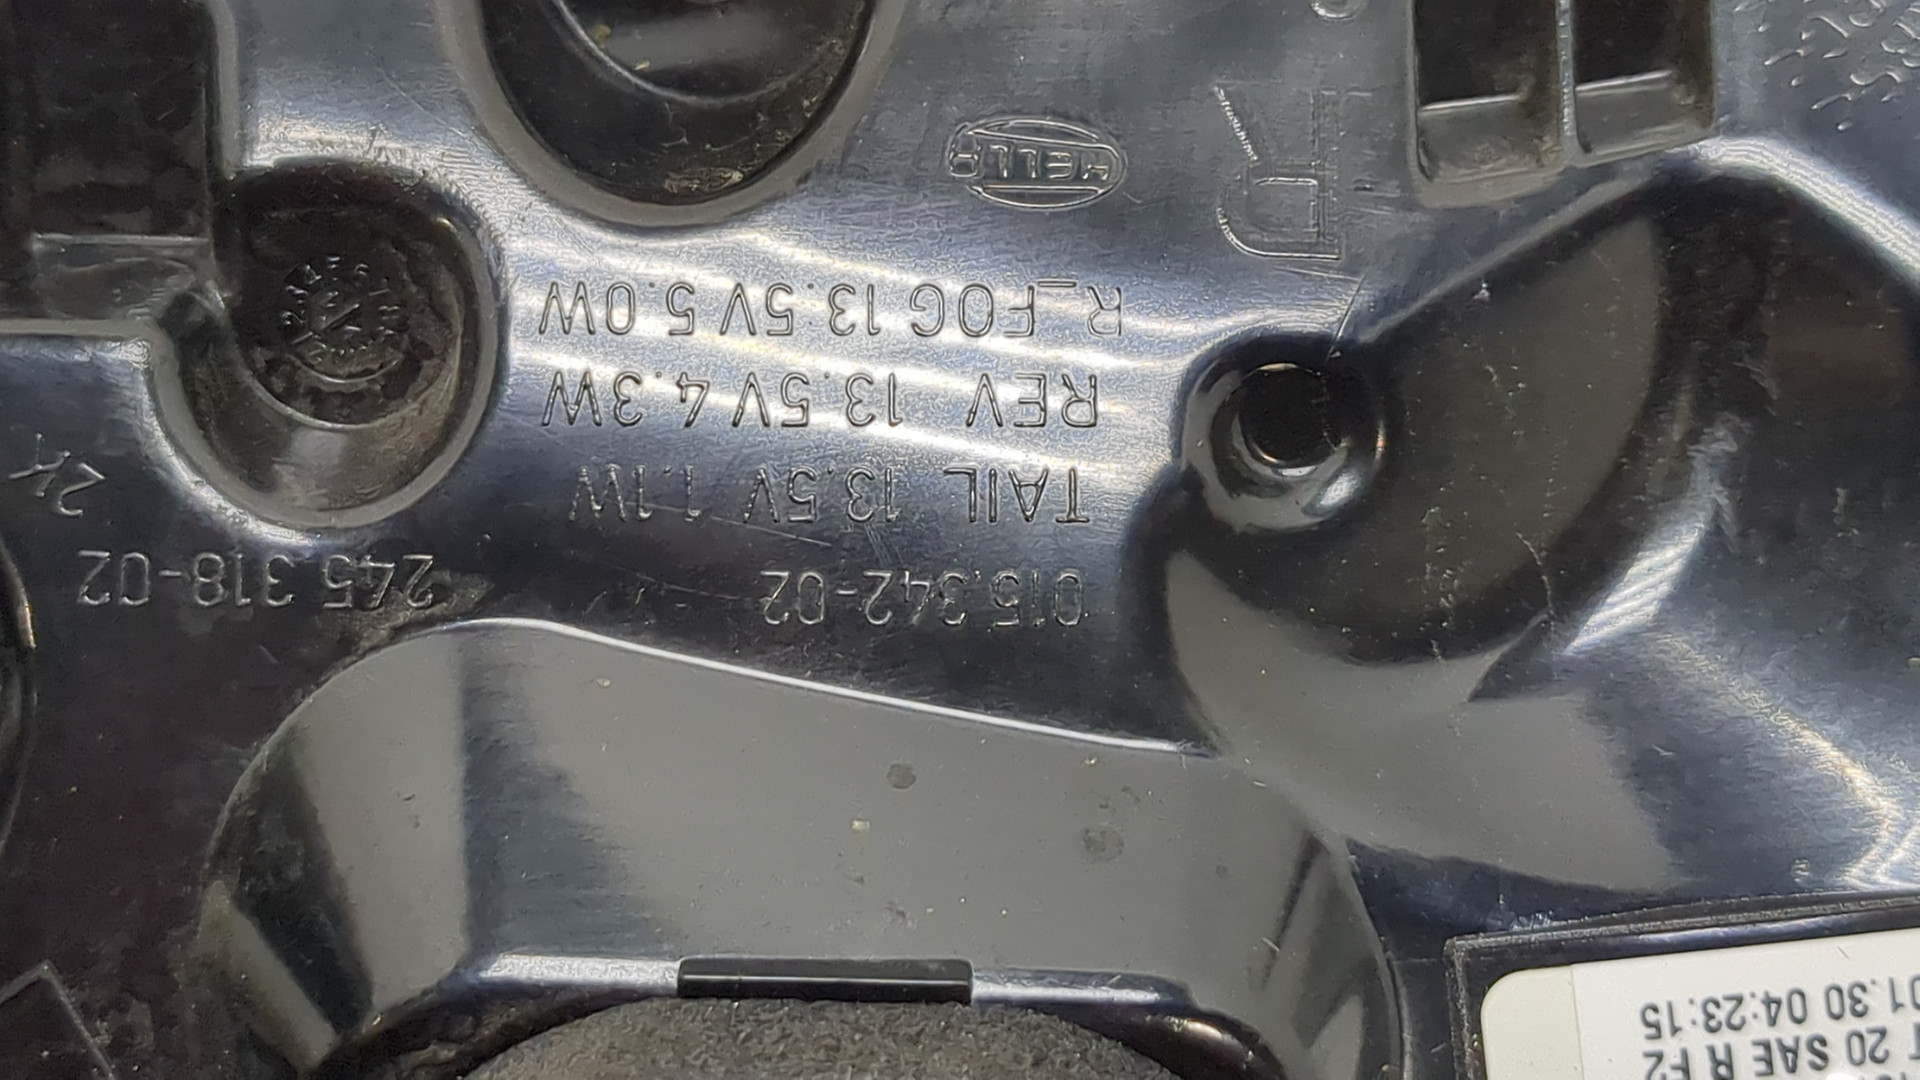 HELLA
R
R_FOG 13.5V 5.0W
REV 13.5V 4.3W
TAIL 13.5V 1.1W
015.342-02
245.318-02
T 20 SAE R F2
01.30 04:23:15